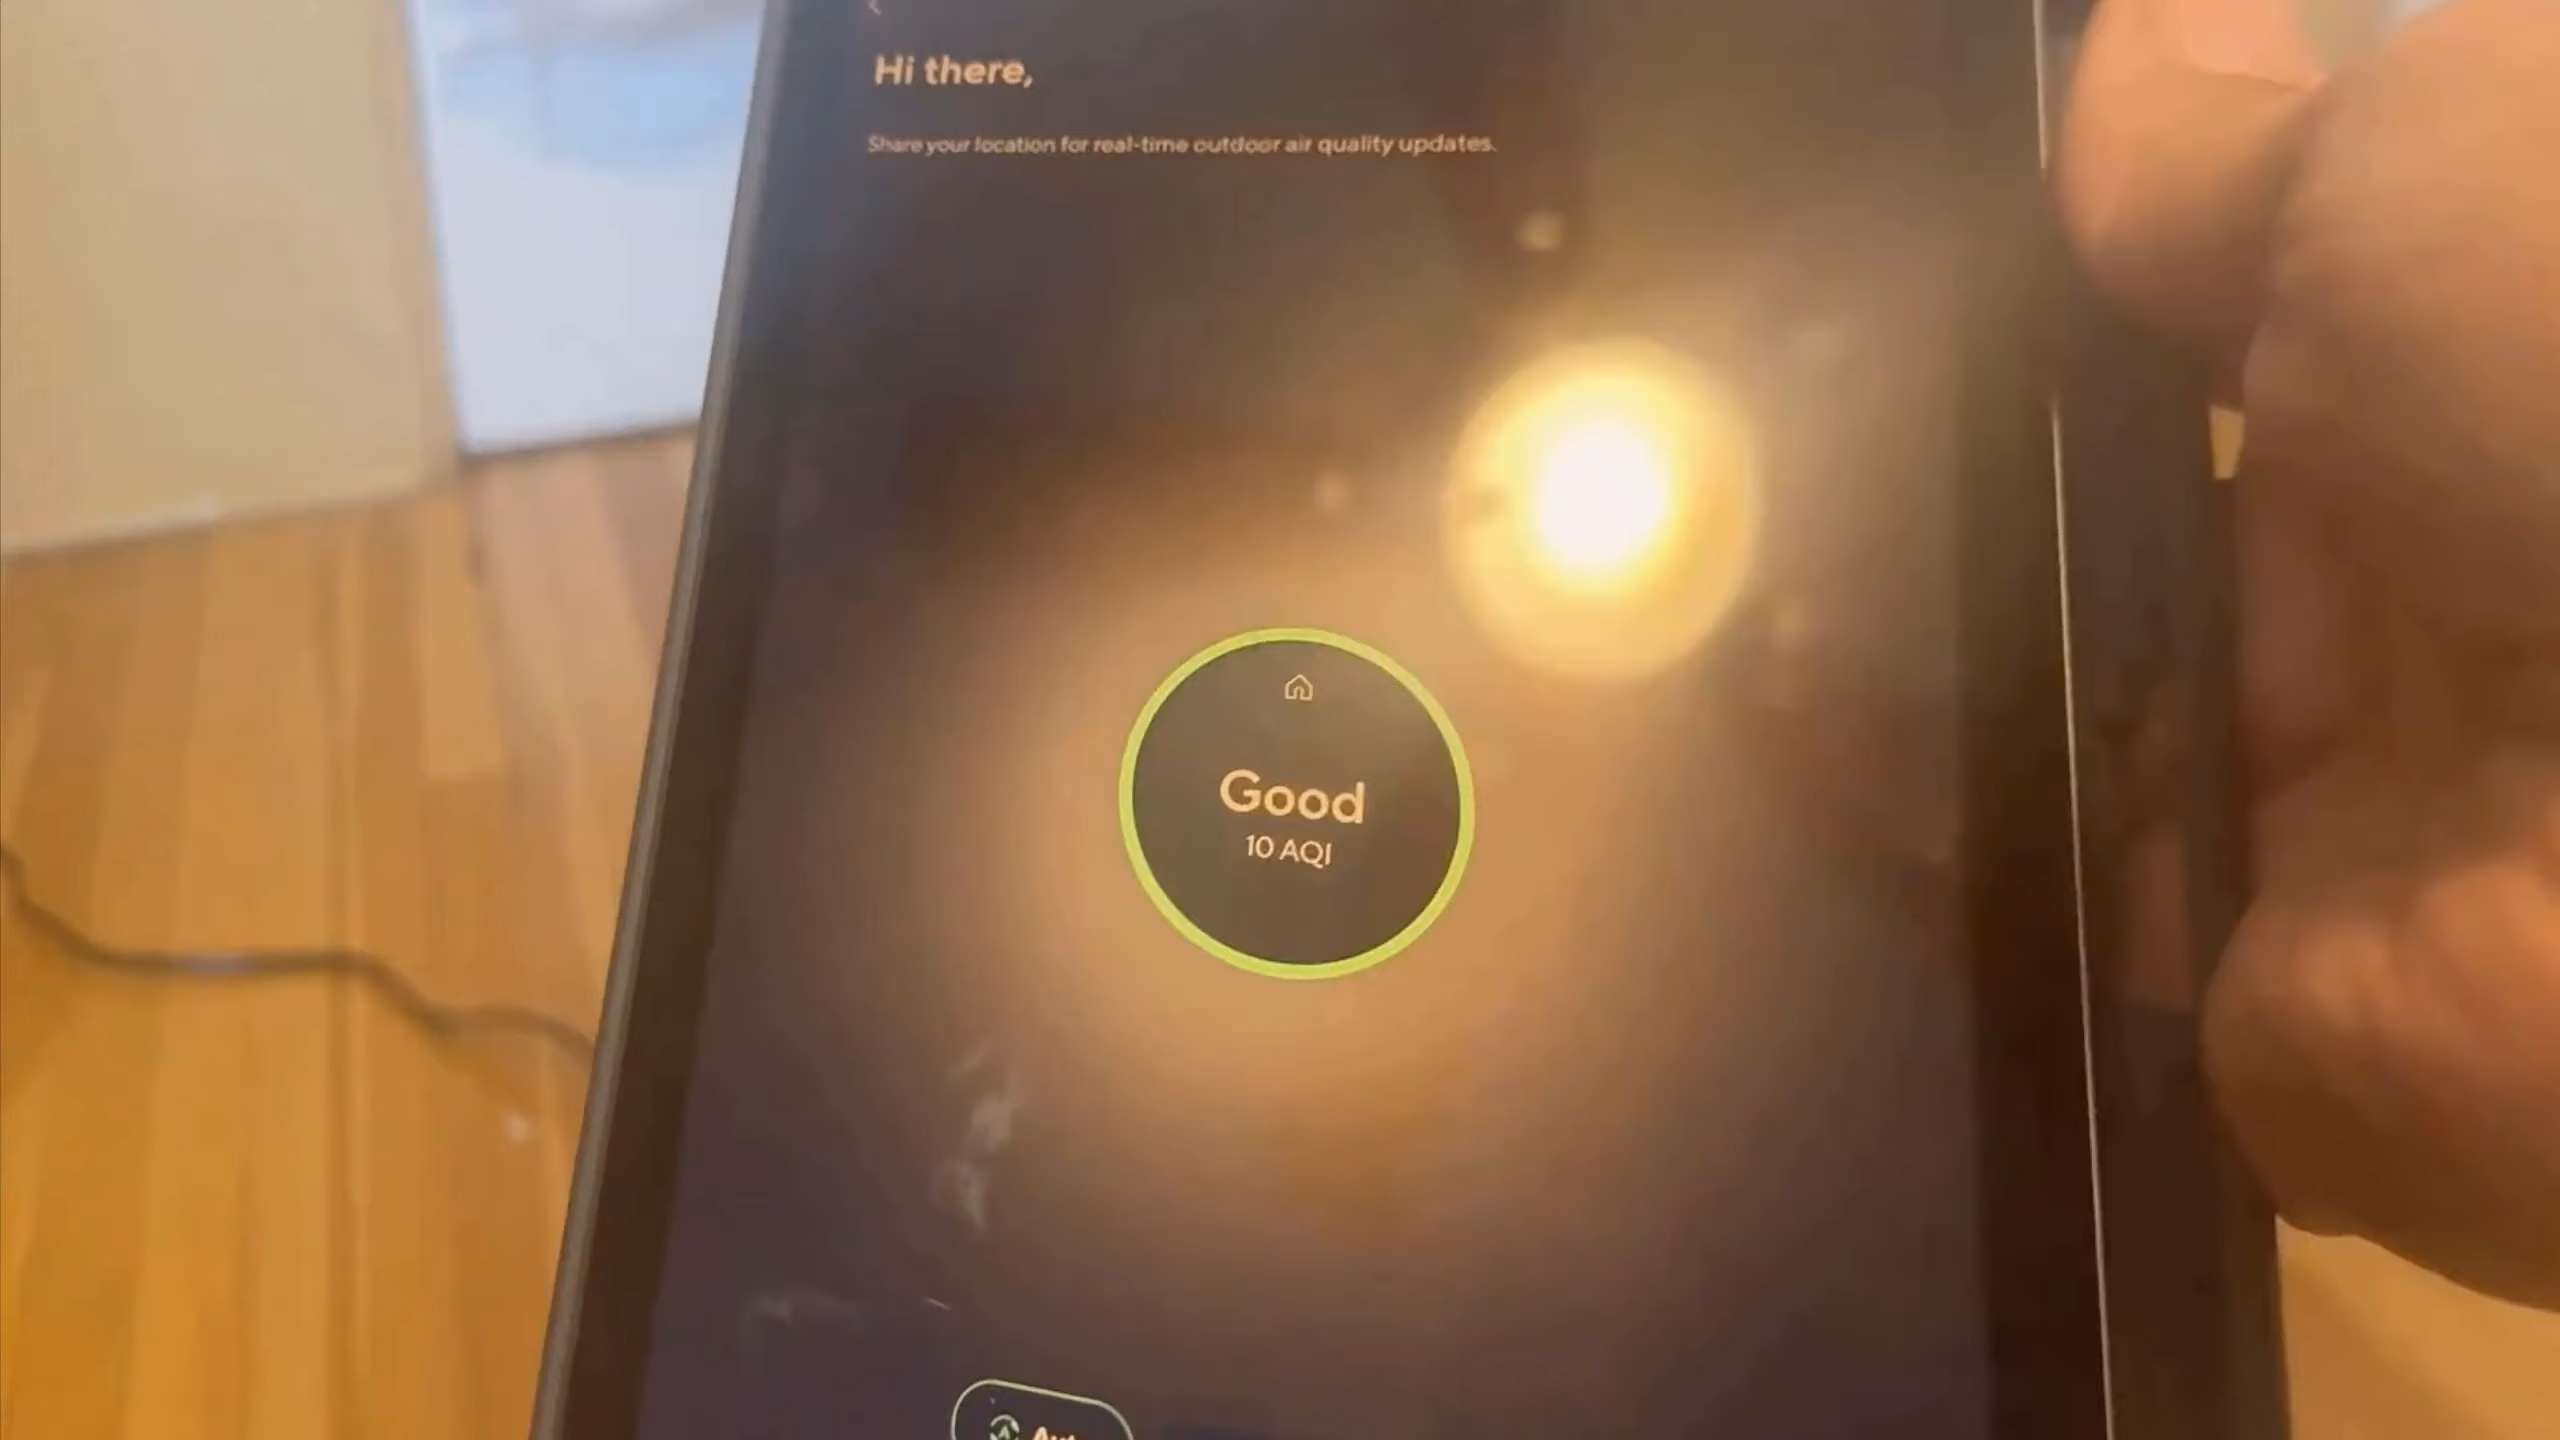 Hi there,
Share your location for real-time outdoor air quality updates.
Good
10 AQI